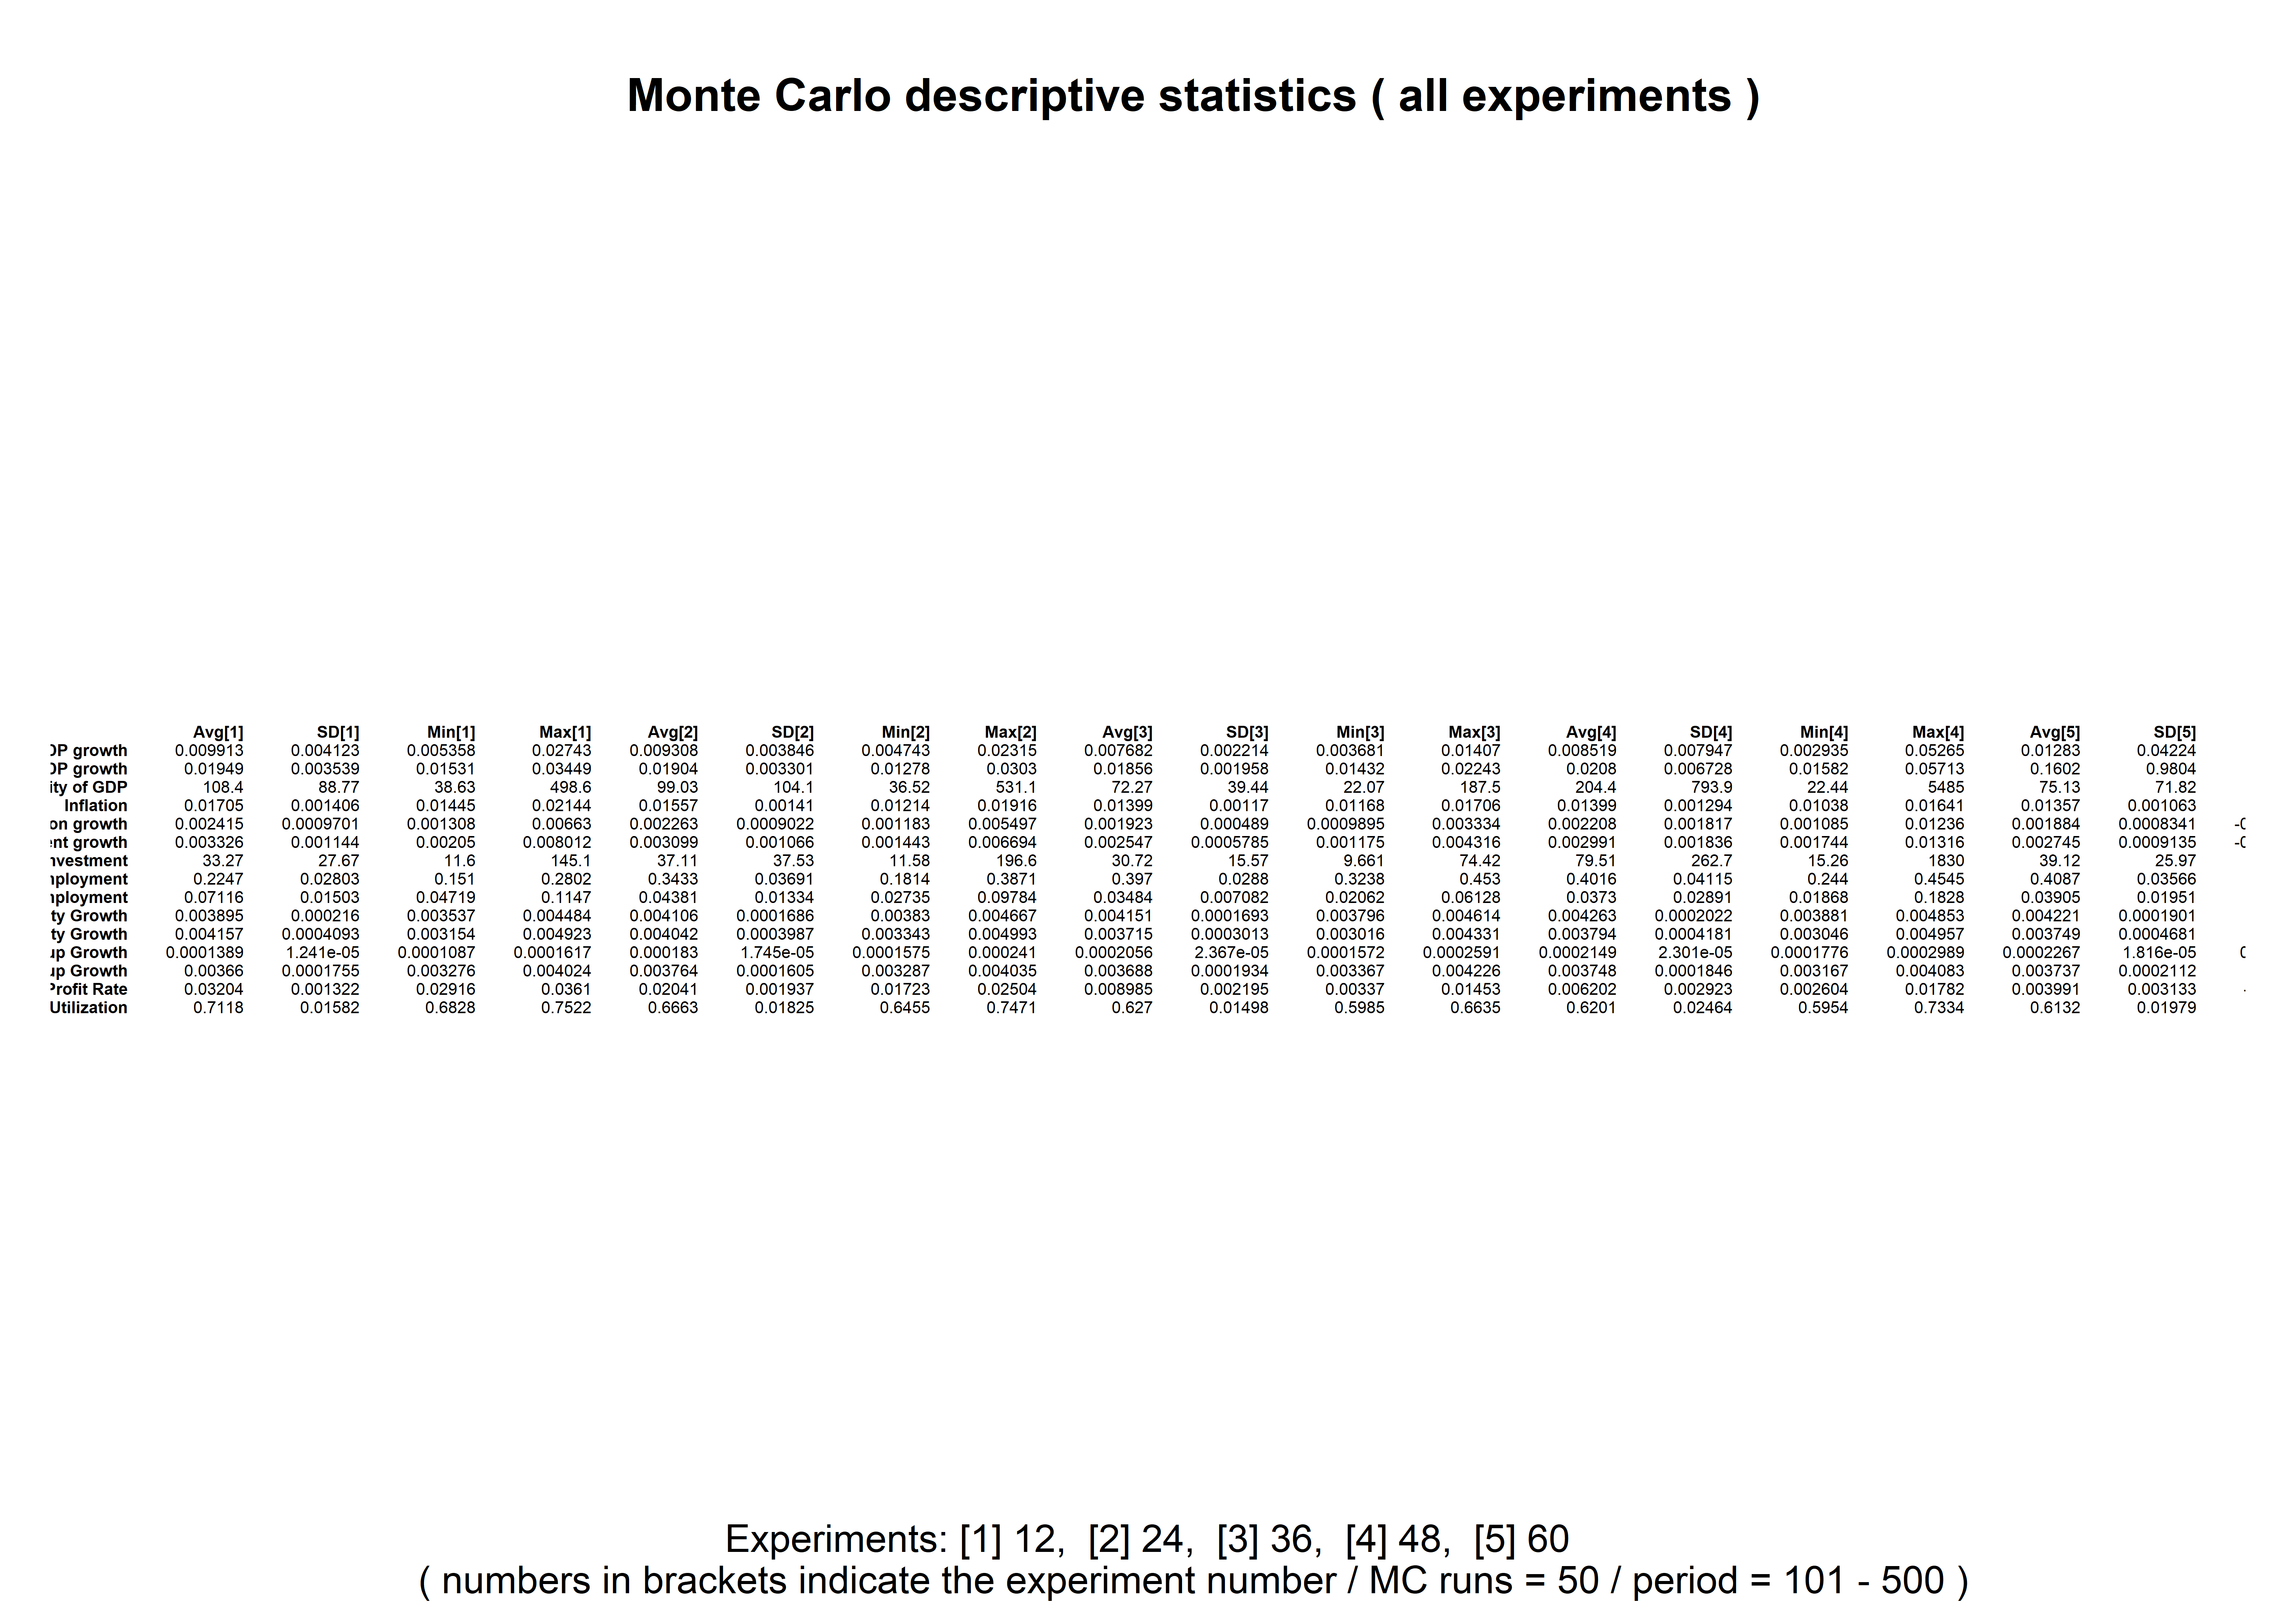 Monte Carlo descriptive statistics ( all experiments )
Avg[1] SD[1] Min[1] Max[1] Avg[2] SD[2] Min[2] Max[2] Avg[3] SD[3] Min[3] Max[3] Avg[4] SD[4] Min[4] Max[4] Avg[5] SD[5]
DP growth 0.009913 0.004123 0.005358 0.02743 0.009308 0.003846 0.004743 0.02315 0.007682 0.002214 0.003681 0.01407 0.008519 0.007947 0.002935 0.05265 0.01283 0.04224
DP growth 0.01949 0.003539 0.01531 0.03449 0.01904 0.003301 0.01278 0.0303 0.01856 0.001958 0.01432 0.02243 0.0208 0.006728 0.01582 0.05713 0.1602 0.9804
ity of GDP 108.4 88.77 38.63 498.6 99.03 104.1 36.52 531.1 72.27 39.44 22.07 187.5 204.4 793.9 22.44 5485 75.13 71.82
Inflation 0.01705 0.001406 0.01445 0.02144 0.01557 0.00141 0.01214 0.01916 0.01399 0.00117 0.01168 0.01706 0.01399 0.001294 0.01038 0.01641 0.01357 0.001063
on growth 0.002415 0.0009701 0.001308 0.00663 0.002263 0.0009022 0.001183 0.005497 0.001923 0.000489 0.0009895 0.003334 0.002208 0.001817 0.001085 0.01236 0.001884 0.0008341 -0
ent growth 0.003326 0.001144 0.00205 0.008012 0.003099 0.001066 0.001443 0.006694 0.002547 0.0005785 0.001175 0.004316 0.002991 0.001836 0.001744 0.01316 0.002745 0.0009135 -0
nvestment 33.27 27.67 11.6 145.1 37.11 37.53 11.58 196.6 30.72 15.57 9.661 74.42 79.51 262.7 15.26 1830 39.12 25.97
mployment 0.2247 0.02803 0.151 0.2802 0.3433 0.03691 0.1814 0.3871 0.397 0.0288 0.3238 0.453 0.4016 0.04115 0.244 0.4545 0.4087 0.03566
mployment 0.07116 0.01503 0.04719 0.1147 0.04381 0.01334 0.02735 0.09784 0.03484 0.007082 0.02062 0.06128 0.0373 0.02891 0.01868 0.1828 0.03905 0.01951
ty Growth 0.003895 0.000216 0.003537 0.004484 0.004106 0.0001686 0.00383 0.004667 0.004151 0.0001693 0.003796 0.004614 0.004263 0.0002022 0.003881 0.004853 0.004221 0.0001901
ty Growth 0.004157 0.0004093 0.003154 0.004923 0.004042 0.0003987 0.003343 0.004993 0.003715 0.0003013 0.003016 0.004331 0.003794 0.0004181 0.003046 0.004957 0.003749 0.0004681
up Growth 0.0001389 1.241e-05 0.0001087 0.0001617 0.000183 1.745e-05 0.0001575 0.000241 0.0002056 2.367e-05 0.0001572 0.0002591 0.0002149 2.301e-05 0.0001776 0.0002989 0.0002267 1.816e-05 0
up Growth 0.00366 0.0001755 0.003276 0.004024 0.003764 0.0001605 0.003287 0.004035 0.003688 0.0001934 0.003367 0.004226 0.003748 0.0001846 0.003167 0.004083 0.003737 0.0002112
Profit Rate 0.03204 0.001322 0.02916 0.0361 0.02041 0.001937 0.01723 0.02504 0.008985 0.002195 0.00337 0.01453 0.006202 0.002923 0.002604 0.01782 0.003991 0.003133
Utilization 0.7118 0.01582 0.6828 0.7522 0.6663 0.01825 0.6455 0.7471 0.627 0.01498 0.5985 0.6635 0.6201 0.02464 0.5954 0.7334 0.6132 0.01979
Experiments: [1] 12, [2] 24, [3] 36, [4] 48, [5] 60
( numbers in brackets indicate the experiment number / MC runs = 50 / period = 101 - 500 )